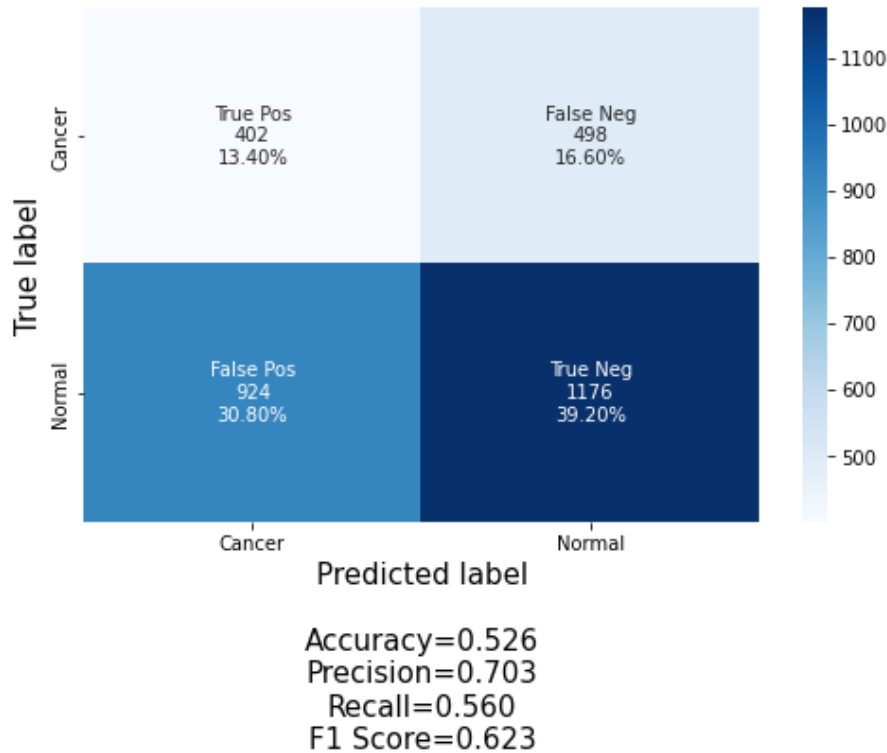 True Pos
402
13.40%
False Neg
498
16.60%
False Pos
924
30.80%
True Neg
1176
39.20%
Cancer
Normal
True label
Cancer
Normal
Predicted label
1100
1000
900
800
700
600
500
Accuracy=0.526
Precision=0.703
Recall=0.560
F1 Score=0.623